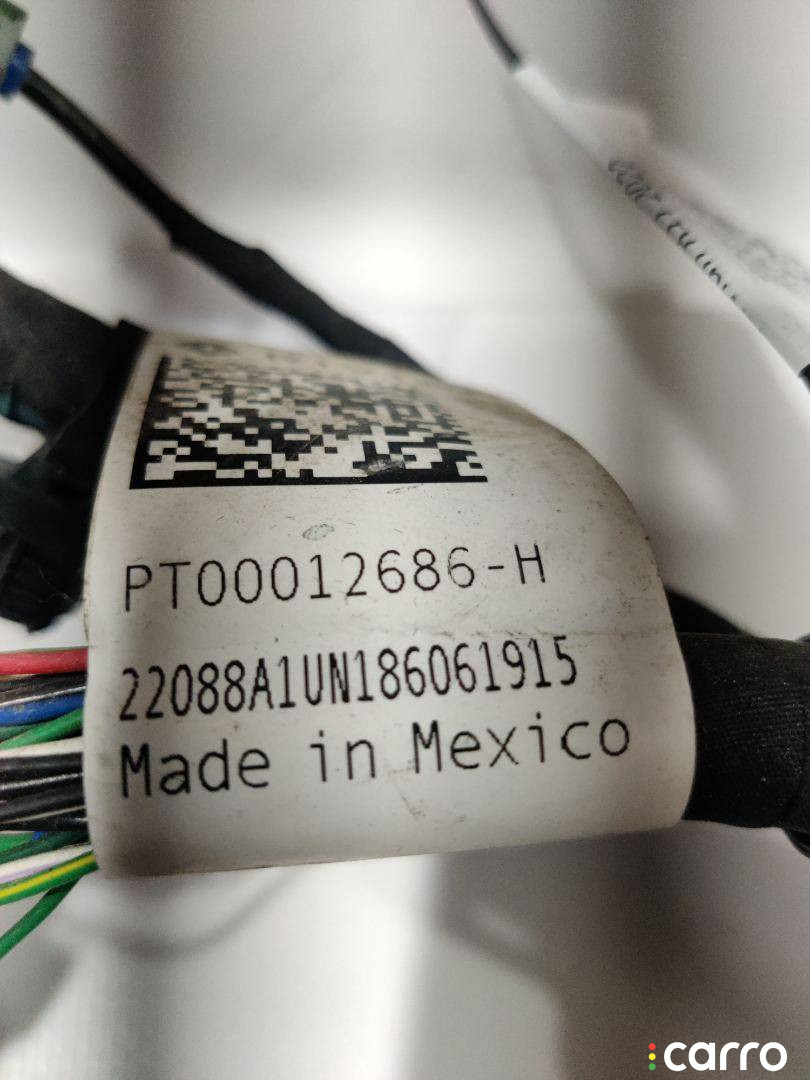 PT00012686-H
22088A1UN186061915
Made in Mexico
carro